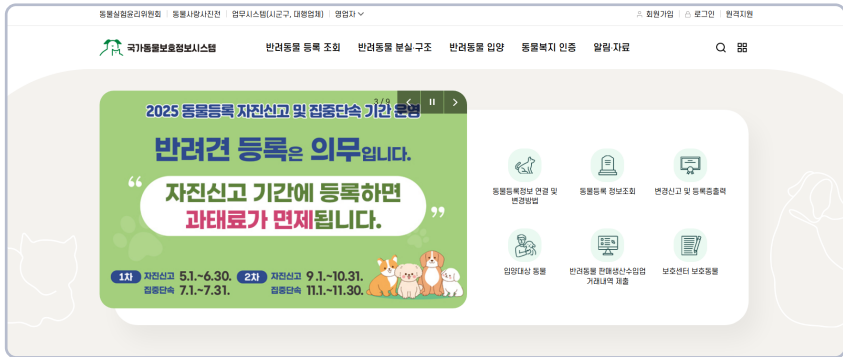 동물실험윤리위원회 동물사랑사진전 업무시스템(시군구, 대행업체) 영업자
회원가입 로그인 원격지원
국가동물보호정보시스템
반려동물 등록 조회 반려동물 분실·구조 반려동물 입양 동물복지 인증 알림·자료
3/9
2025 동물등록 자진신고 및 집중단속 기간 운영
반려견 등록은 의무입니다.
“자진신고 기간에 등록하면
과태료가 면제됩니다.”
1차 자진신고 5.1.~6.30. 2차 자진신고 9.1.~10.31.
집중단속 7.1.~7.31. 집중단속 11.1.~11.30.
동물등록정보 연결 및
변경방법
동물등록 정보조회
변경신고 및 등록증출력
입양대상 동물
반려동물 판매생산수입업
거래내역 제출
보호센터 보호동물